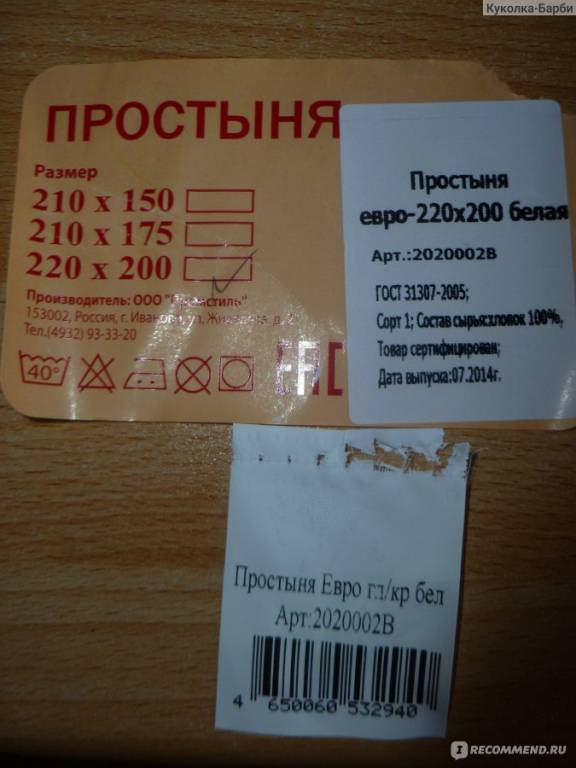 Куколка-Барби
ПРОСТЫНЯ
Размер
210 x 150
210 x 175
220 x 200
Производитель: ООО
153002, Россия, г. Иваново, ул.
Тел.(4932) 93-33-20
40°
EAC
Простыня
евро-220х200 белая
Арт.:2020002В
ГОСТ 31307-2005;
Сорт 1; Состав сырья:хлопок 100%,
Товар сертифицирован;
Дата выпуска:07.2014г.
Простыня Евро гл/кр бел
Арт:2020002В
4 650060 532940
IRECOMMEND.RU